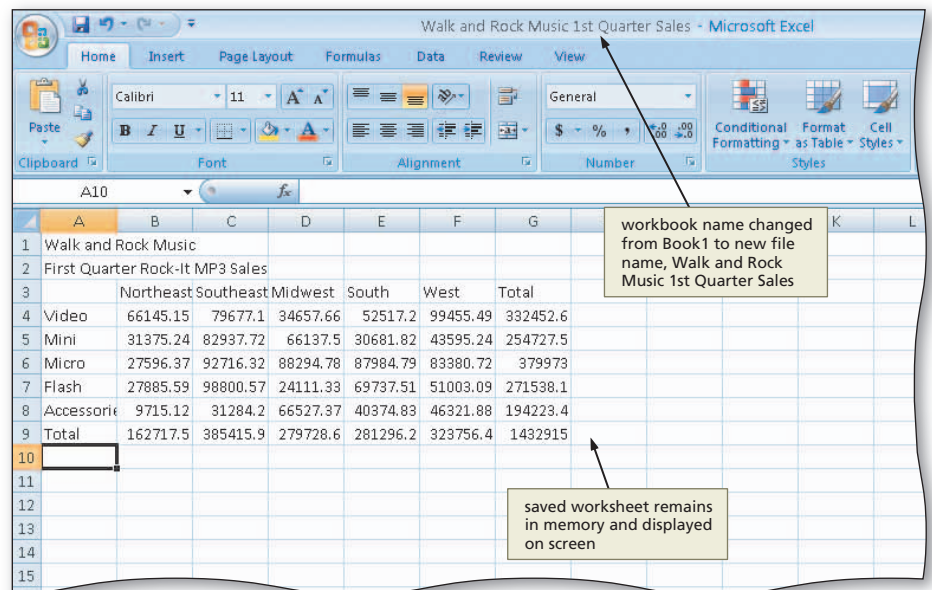 Walk and Rock Music 1st Quarter Sales - Microsoft Excel
Home Insert Page Layout Formulas Data Review View
Calibri 11 A A General
Paste B I U A $ % , .0 .00 .00 .0 Conditional Formatting Format as Table Cell Styles
Clipboard Font Alignment Number Styles
A10 fx
A B C D E F G K L
1 Walk and Rock Music
2 First Quarter Rock-It MP3 Sales
3 Northeast Southeast Midwest South West Total
4 Video 66145.15 79677.1 34657.66 52517.2 99455.49 332452.6
5 Mini 31375.24 82937.72 66137.5 30681.82 43595.24 254727.5
6 Micro 27596.37 92716.32 88294.78 87984.79 83380.72 379973
7 Flash 27885.59 98800.57 24111.33 69737.51 51003.09 271538.1
8 Accessorie 9715.12 31284.2 66527.37 40374.83 46321.88 194223.4
9 Total 162717.5 385415.9 279728.6 281296.2 323756.4 1432915
10
11
12
13
14
15
workbook name changed
from Book1 to new file
name, Walk and Rock
Music 1st Quarter Sales
saved worksheet remains
in memory and displayed
on screen